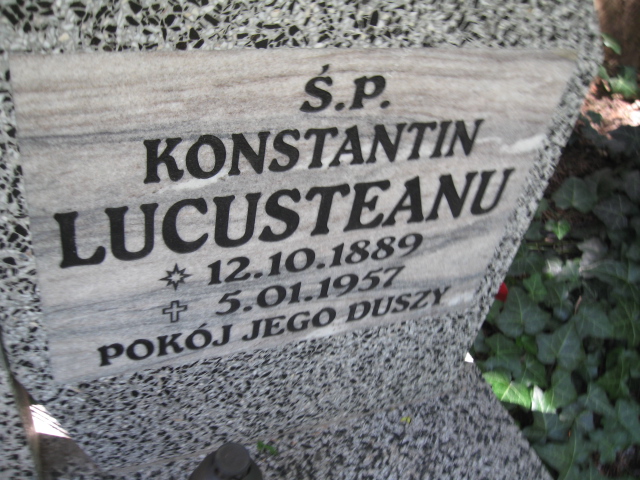 Ś.P.
KONSTANTIN
LUCUSTEANU
12.10.1889
5.01.1957
POKÓJ JEGO DUSZY